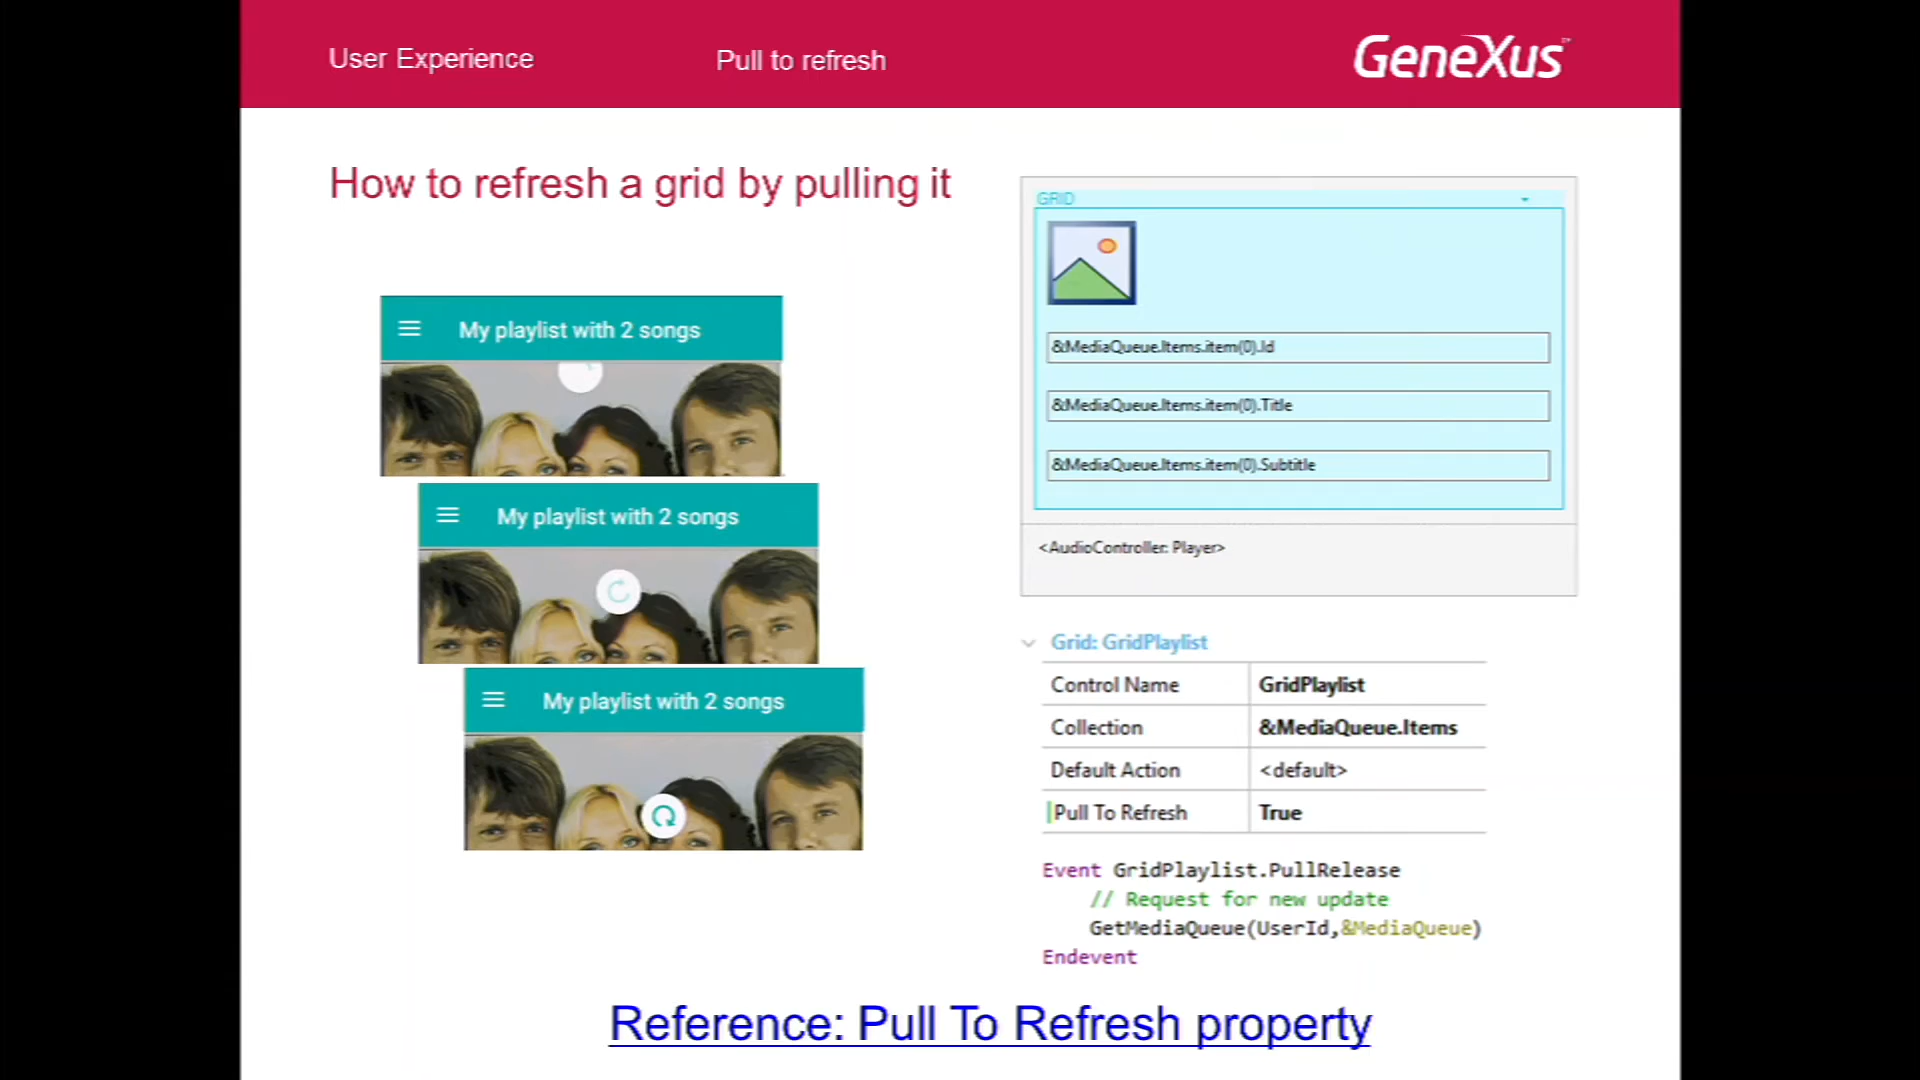 User Experience
Pull to refresh
GeneXus™
How to refresh a grid by pulling it
My playlist with 2 songs
My playlist with 2 songs
My playlist with 2 songs
GRID
&MediaQueue.Items.item(0).Id
&MediaQueue.Items.item(0).Title
&MediaQueue.Items.item(0).Subtitle
<AudioController: Player>
Grid: GridPlaylist
Control Name GridPlaylist
Collection &MediaQueue.Items
Default Action <default>
Pull To Refresh True
Event GridPlaylist.PullRelease
// Request for new update
GetMediaQueue(UserId,&MediaQueue)
Endevent
Reference: Pull To Refresh property